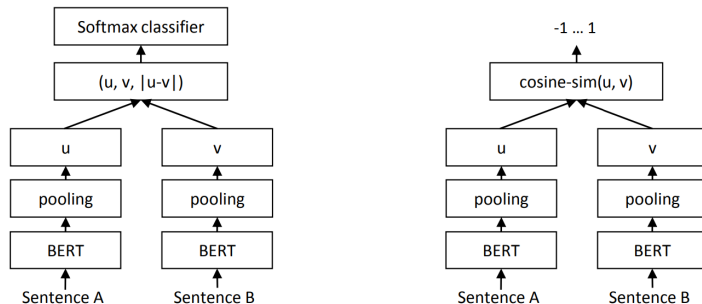 Softmax classifier
(u, v, |u-v|)
u
v
pooling
pooling
BERT
BERT
Sentence A
Sentence B
-1 … 1
cosine-sim(u, v)
u
v
pooling
pooling
BERT
BERT
Sentence A
Sentence B